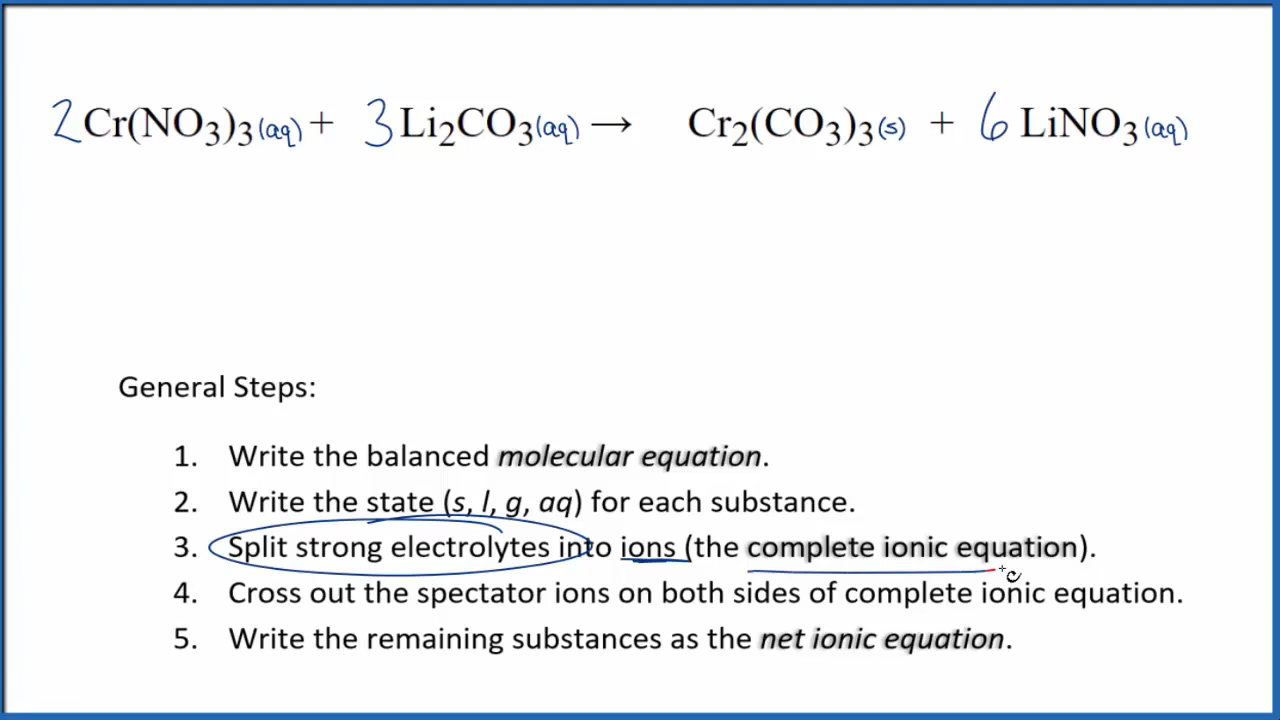 2Cr(NO₃)₃(aq) + 3Li₂CO₃(aq) → Cr₂(CO₃)₃(s) + 6LiNO₃(aq)
General Steps:
1. Write the balanced molecular equation.
2. Write the state (s, l, g, aq) for each substance.
3. Split strong electrolytes into ions (the complete ionic equation).
4. Cross out the spectator ions on both sides of complete ionic equation.
5. Write the remaining substances as the net ionic equation.